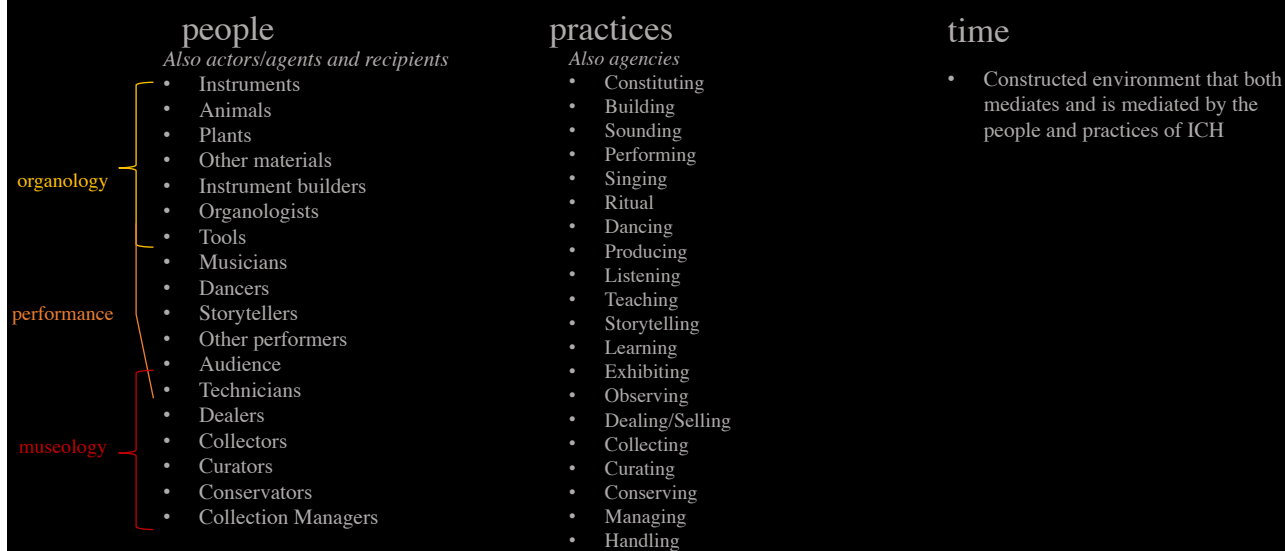 people
Also actors/agents and recipients
• Instruments
• Animals
• Plants
• Other materials
• Instrument builders
• Organologists
• Tools
• Musicians
• Dancers
• Storytellers
• Other performers
• Audience
• Technicians
• Dealers
• Collectors
• Curators
• Conservators
• Collection Managers
organology
performance
museology
practices
Also agencies
• Constituting
• Building
• Sounding
• Performing
• Singing
• Ritual
• Dancing
• Producing
• Listening
• Teaching
• Storytelling
• Learning
• Exhibiting
• Observing
• Dealing/Selling
• Collecting
• Curating
• Conserving
• Managing
• Handling
time
• Constructed environment that both
mediates and is mediated by the
people and practices of ICH